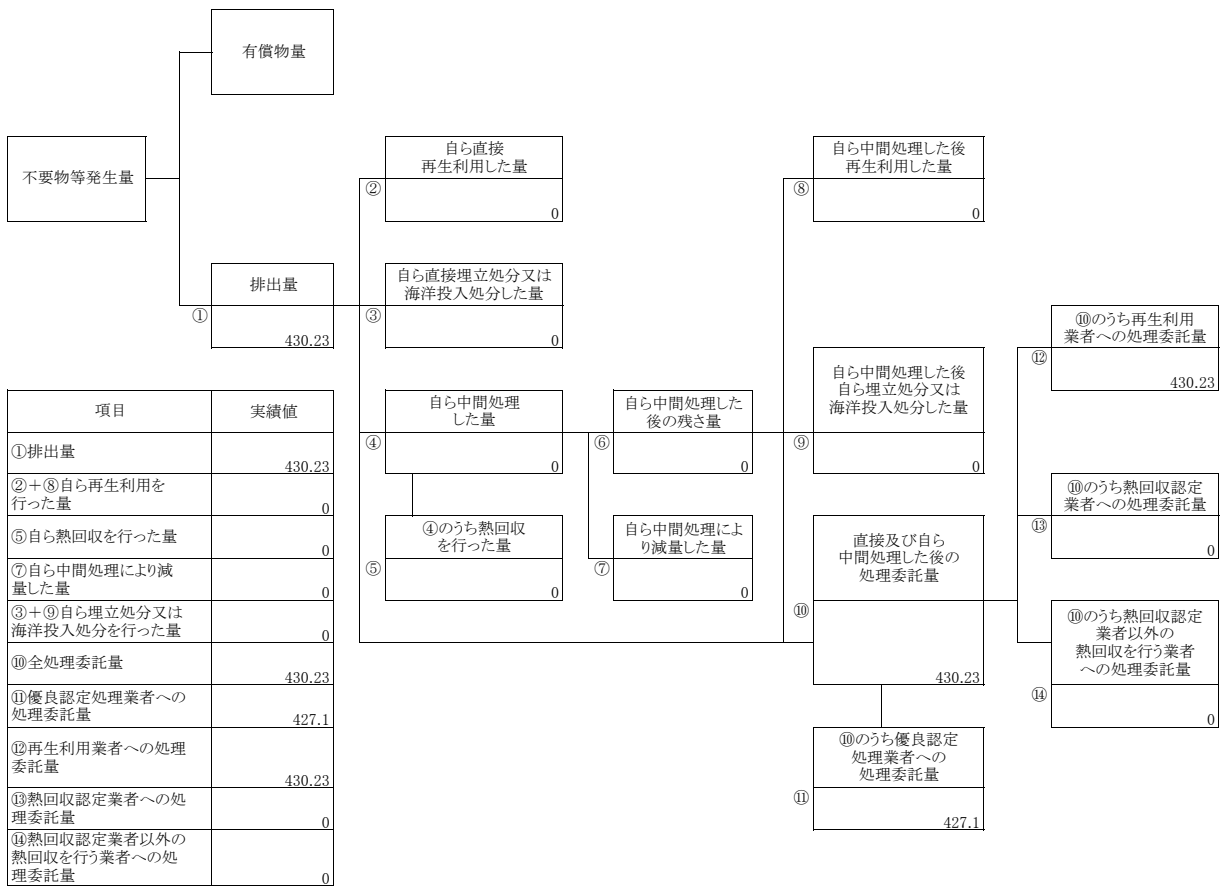 有償物量
不要物等発生量
排出量
①
430.23
自ら直接
再生利用した量
②
0
自ら直接埋立処分又は
海洋投入処分した量
③
0
自ら中間処理
した量
④
0
④のうち熱回収
を行った量
⑤
0
自ら中間処理した
後の残さ量
⑥
0
自ら中間処理によ
り減量した量
⑦
0
自ら中間処理した後
再生利用した量
⑧
0
自ら中間処理した後
自ら埋立処分又は
海洋投入処分した量
⑨
0
直接及び自ら
中間処理した後の
処理委託量
⑩
430.23
⑩のうち優良認定
処理業者への
処理委託量
⑪
427.1
⑩のうち再生利用
業者への処理委託量
⑫
430.23
⑩のうち熱回収認定
業者への処理委託量
⑬
0
⑩のうち熱回収認定
業者以外の
熱回収を行う業者
への処理委託量
⑭
0
項目 実績値
①排出量
430.23
②＋⑧自ら再生利用を
行った量
0
⑤自ら熱回収を行った量
0
⑦自ら中間処理により減
量した量
0
③＋⑨自ら埋立処分又は
海洋投入処分を行った量
0
⑩全処理委託量
430.23
⑪優良認定処理業者への
処理委託量
427.1
⑫再生利用業者への処理
委託量
430.23
⑬熱回収認定業者への処
理委託量
0
⑭熱回収認定業者以外の
熱回収を行う業者への処
理委託量
0